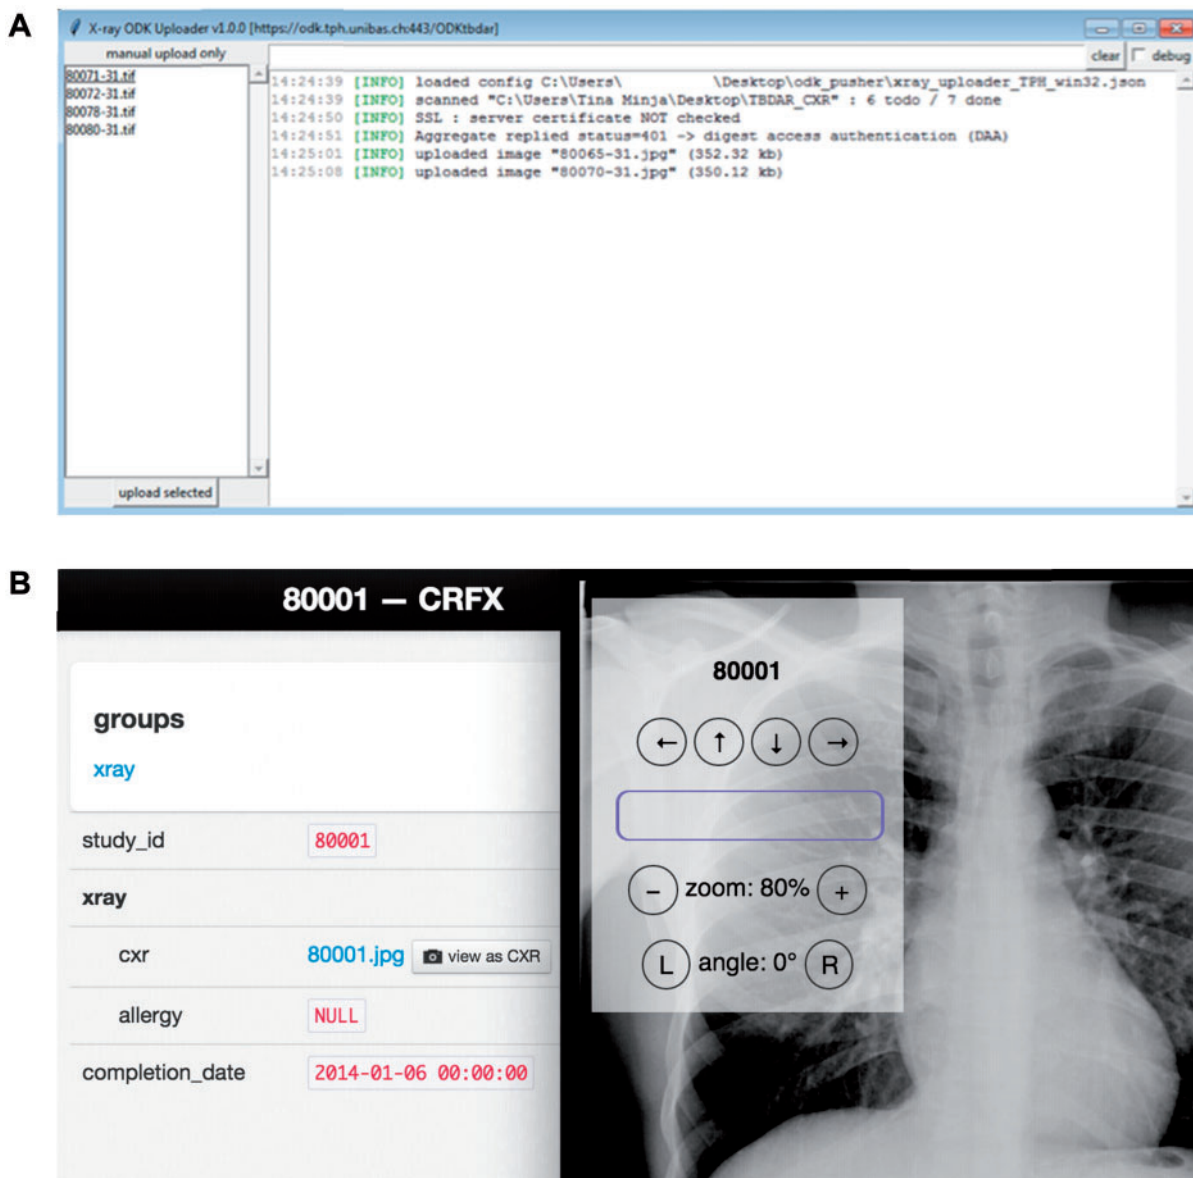 A
X-ray ODK Uploader v1.0.0 [https://odk.tph.unibas.ch:443/ODKtbdar]
manual upload only
clear
debug
80071-31.tif
80072-31.tif
80078-31.tif
80080-31.tif
14:24:39 [INFO] loaded config C:\Users\ \Desktop\odk_pusher\xray_uploader_TPH_win32.json
14:24:39 [INFO] scanned "C:\Users\Tina Minja\Desktop\TBDAR_CXR" : 6 todo / 7 done
14:24:50 [INFO] SSL : server certificate NOT checked
14:24:51 [INFO] Aggregate replied status=401 -> digest access authentication (DAA)
14:25:01 [INFO] uploaded image "80065-31.jpg" (352.32 kb)
14:25:08 [INFO] uploaded image "80070-31.jpg" (350.12 kb)
upload selected
B
80001 — CRFX
groups
xray
study_id 80001
xray
cxr 80001.jpg view as CXR
allergy NULL
completion_date 2014-01-06 00:00:00
80001
← ↑ ↓ →
− zoom: 80% +
L angle: 0° R